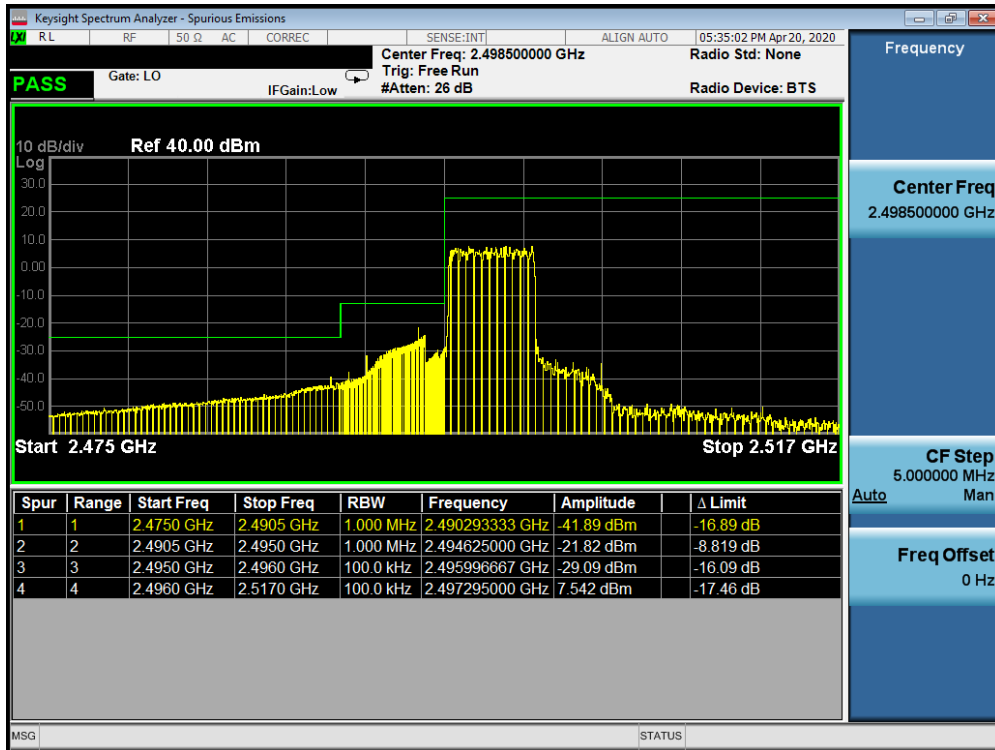 Keysight Spectrum Analyzer - Spurious Emissions
LXI RL RF 50 Ω AC CORREC SENSE:INT ALIGN AUTO 05:35:02 PM Apr 20, 2020
Center Freq: 2.498500000 GHz Radio Std: None
Trig: Free Run
PASS Gate: LO IFGain:Low #Atten: 26 dB Radio Device: BTS
Frequency
10 dB/div Ref 40.00 dBm
Log
30.0
20.0
10.0
0.00
-10.0
-20.0
-30.0
-40.0
-50.0
Start 2.475 GHz Stop 2.517 GHz
Spur Range Start Freq Stop Freq RBW Frequency Amplitude Δ Limit
1 1 2.4750 GHz 2.4905 GHz 1.000 MHz 2.490293333 GHz -41.89 dBm -16.89 dB
2 2 2.4905 GHz 2.4950 GHz 1.000 MHz 2.494625000 GHz -21.82 dBm -8.819 dB
3 3 2.4950 GHz 2.4960 GHz 100.0 kHz 2.495996667 GHz -29.09 dBm -16.09 dB
4 4 2.4960 GHz 2.5170 GHz 100.0 kHz 2.497295000 GHz 7.542 dBm -17.46 dB
Center Freq
2.498500000 GHz
CF Step
5.000000 MHz
Auto Man
Freq Offset
0 Hz
MSG STATUS